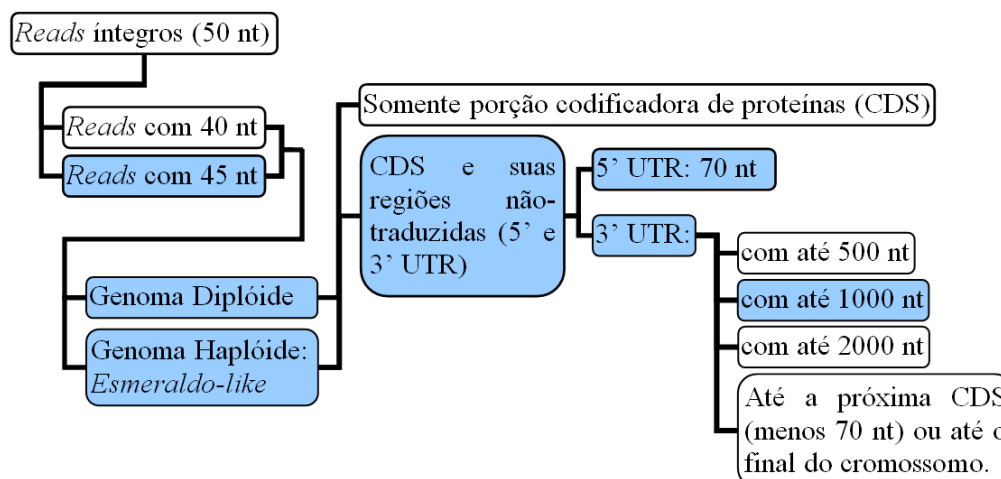 Reads íntegros (50 nt)
Reads com 40 nt
Reads com 45 nt
Genoma Diplóide
Genoma Haplóide:
Esmeraldo-like
Somente porção codificadora de proteínas (CDS)
CDS e suas
regiões não-
traduzidas (5’ e
3’ UTR)
5’ UTR: 70 nt
3’ UTR:
com até 500 nt
com até 1000 nt
com até 2000 nt
Até a próxima CDS
(menos 70 nt) ou até o
final do cromossomo.